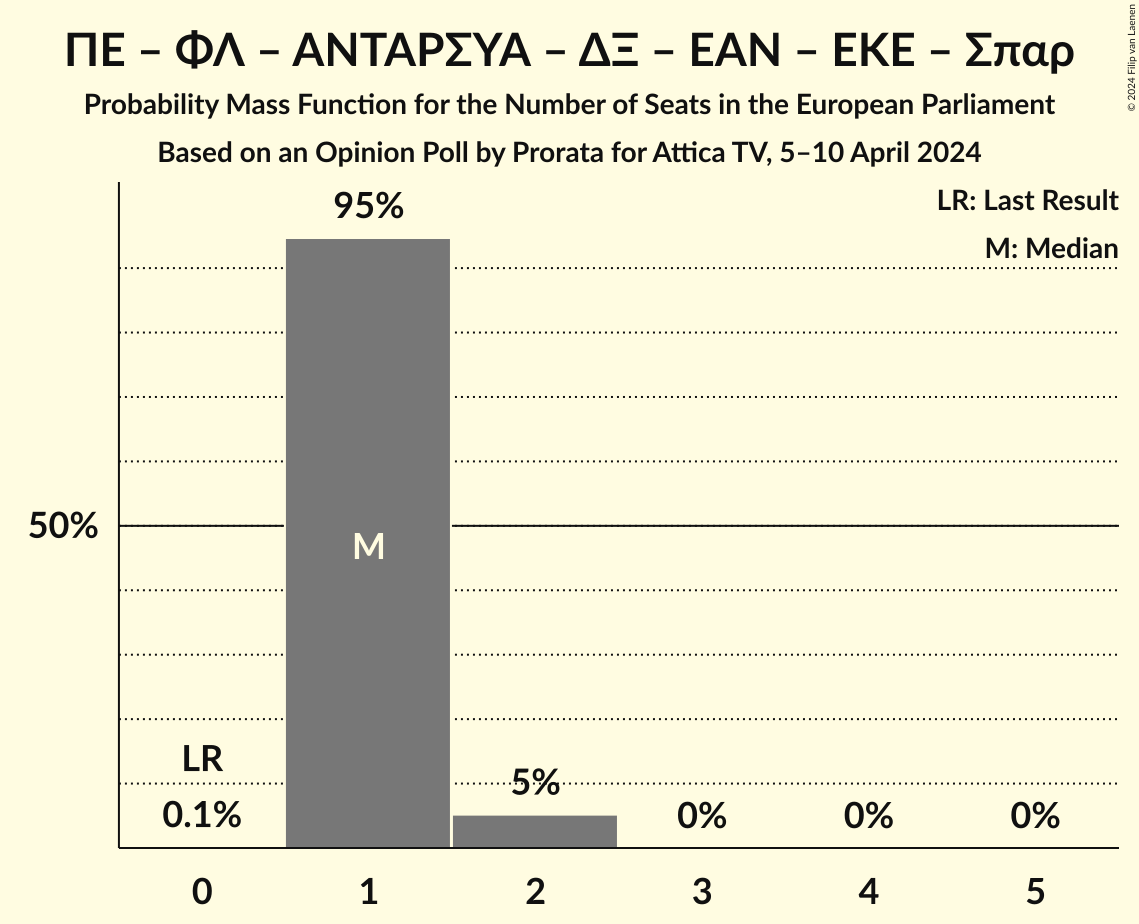 ΠΕ – ΦΛ – ΑΝΤΑΡΣΥΑ – ΔΞ – ΕΑΝ – ΕΚΕ – Σπαρ
Probability Mass Function for the Number of Seats in the European Parliament
Based on an Opinion Poll by Prorata for Attica TV, 5–10 April 2024
© 2024 Filip van Laenen
LR: Last Result
M: Median
95%
50%
M
LR
0.1%
5%
0%
0%
0%
0
1
2
3
4
5